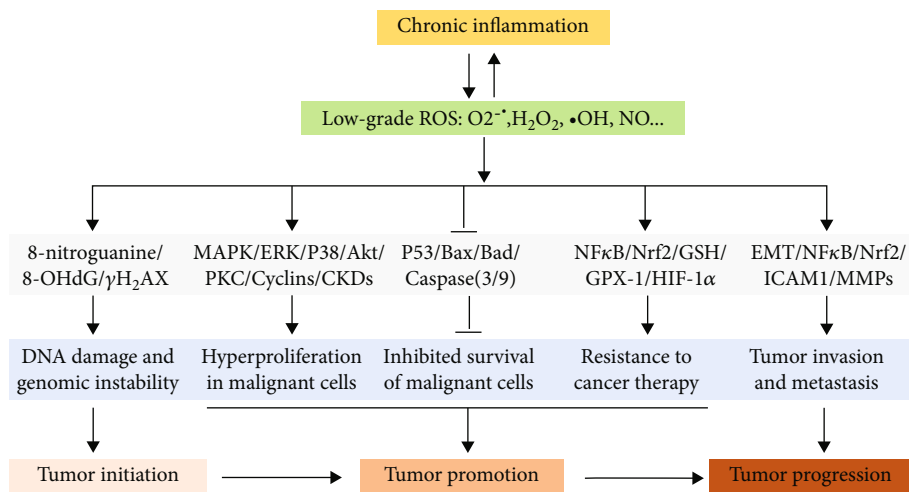 Chronic inflammation
Low-grade ROS: O2⁻•,H₂O₂, •OH, NO...
8-nitroguanine/
8-OHdG/γH₂AX
MAPK/ERK/P38/Akt/
PKC/Cyclins/CKDs
P53/Bax/Bad/
Caspase(3/9)
NFκB/Nrf2/GSH/
GPX-1/HIF-1α
EMT/NFκB/Nrf2/
ICAM1/MMPs
DNA damage and
genomic instability
Hyperproliferation
in malignant cells
Inhibited survival
of malignant cells
Resistance to
cancer therapy
Tumor invasion
and metastasis
Tumor initiation
Tumor promotion
Tumor progression